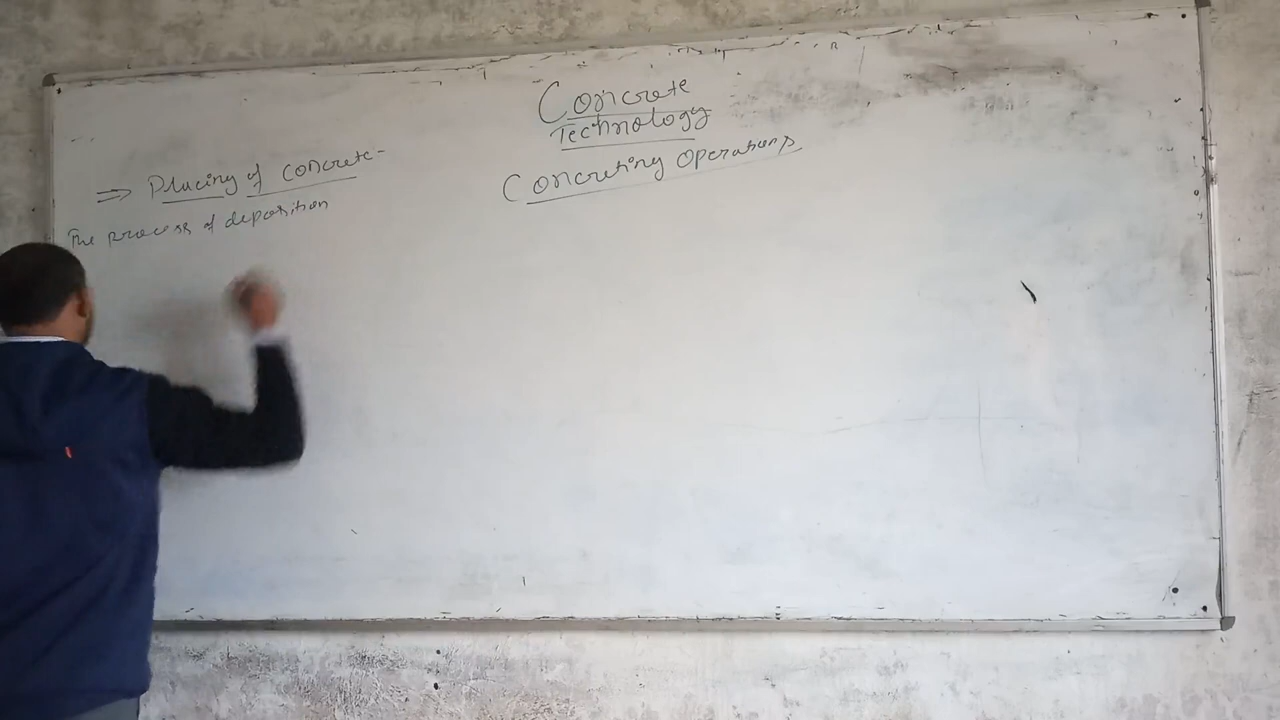 Concrete
Technology
Concreting Operations
⇒ Placing of concrete-
The process of deposition